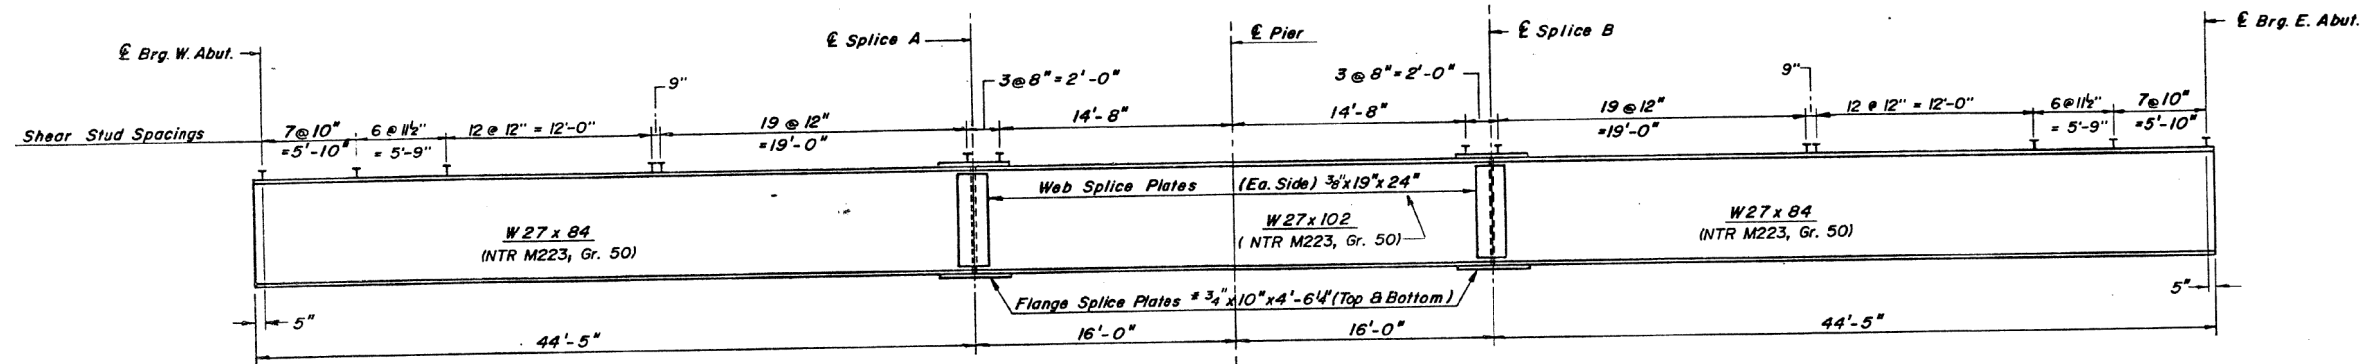 ℄ Brg. W. Abut.
℄ Splice A
℄ Pier
℄ Splice B
℄ Brg. E. Abut.
Shear Stud Spacings
7@10"
=5'-10"
6@11½"
= 5'-9"
12 @ 12" = 12'-0"
9"
19 @ 12"
=19'-0"
3@8"=2'-0"
14'-8"
14'-8"
3@8"=2'-0"
19 @12"
=19'-0"
9"
12 @ 12" = 12'-0"
6@11½"
= 5'-9"
7@10"
=5'-10"
Web Splice Plates (Ea. Side) ⅜"x19"x24"
W27 x 84
(NTR M223, Gr. 50)
W27x102
( NTR M223, Gr. 50)
W27x84
(NTR M223, Gr. 50)
Flange Splice Plates * ¾"x10"x4'-6¼"(Top & Bottom)
5"
5"
44'-5"
16'-0"
16'-0"
44'-5"